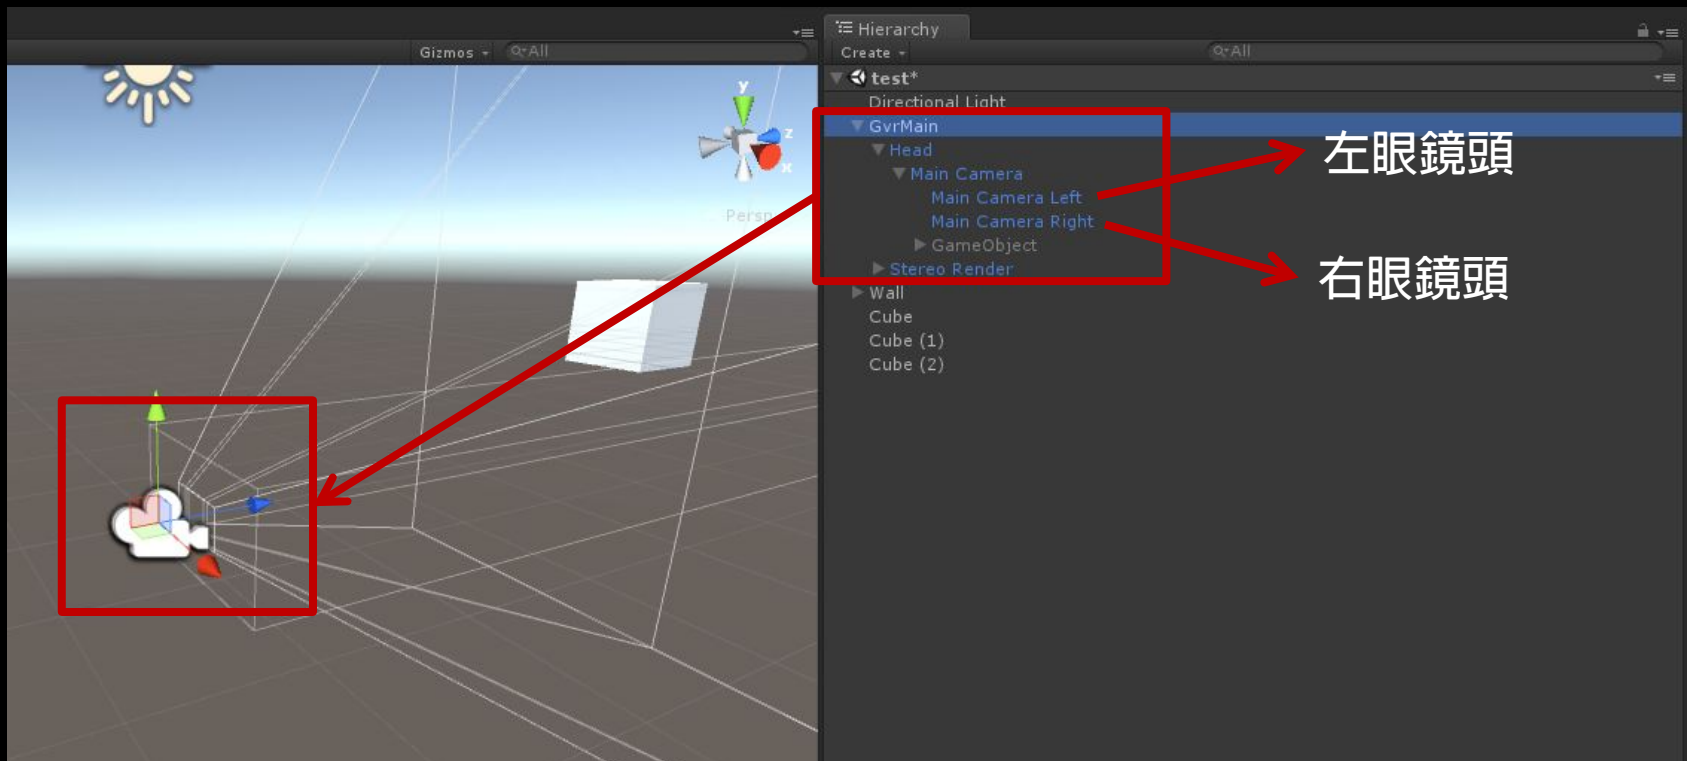 Gizmos
All
y
z
x
Persp
Hierarchy
Create
All
test*
Directional Light
GvrMain
Head
Main Camera
Main Camera Left
Main Camera Right
GameObject
Stereo Render
Wall
Cube
Cube (1)
Cube (2)
左眼鏡頭
右眼鏡頭